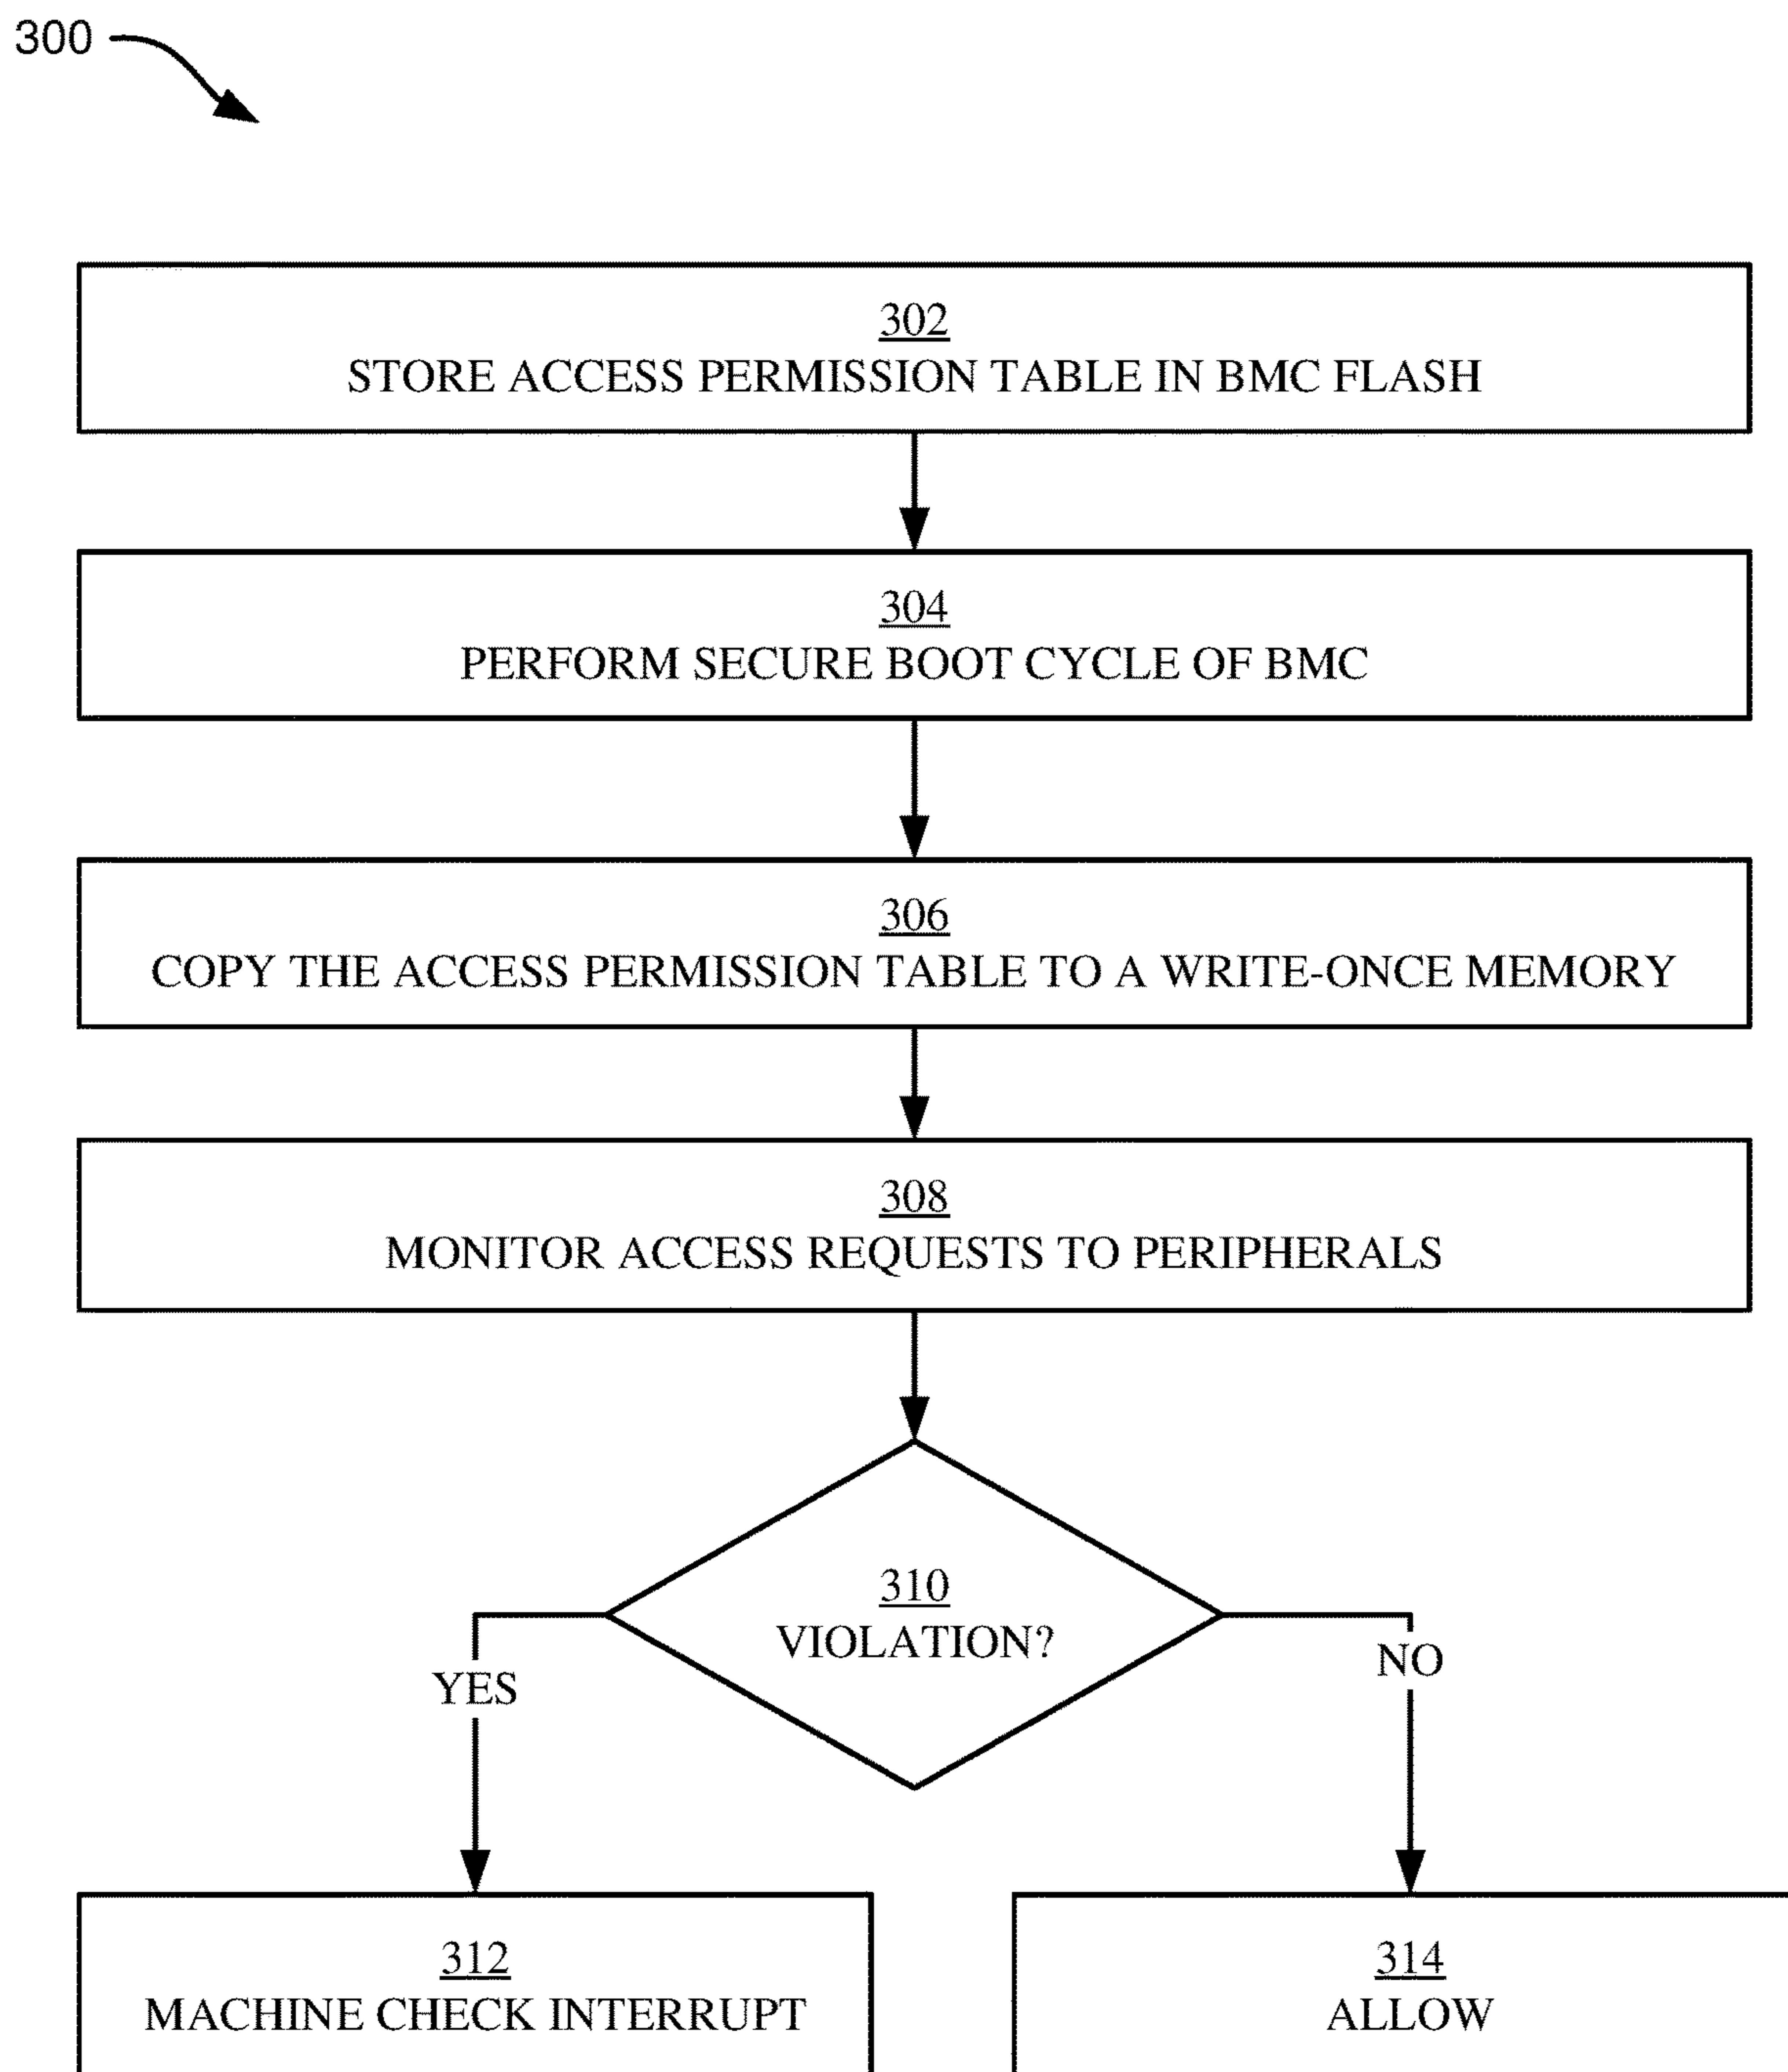 300
302
STORE ACCESS PERMISSION TABLE IN BMC FLASH
304
PERFORM SECURE BOOT CYCLE OF BMC
306
COPY THE ACCESS PERMISSION TABLE TO A WRITE-ONCE MEMORY
308
MONITOR ACCESS REQUESTS TO PERIPHERALS
310
VIOLATION?
YES
NO
312
MACHINE CHECK INTERRUPT
314
ALLOW